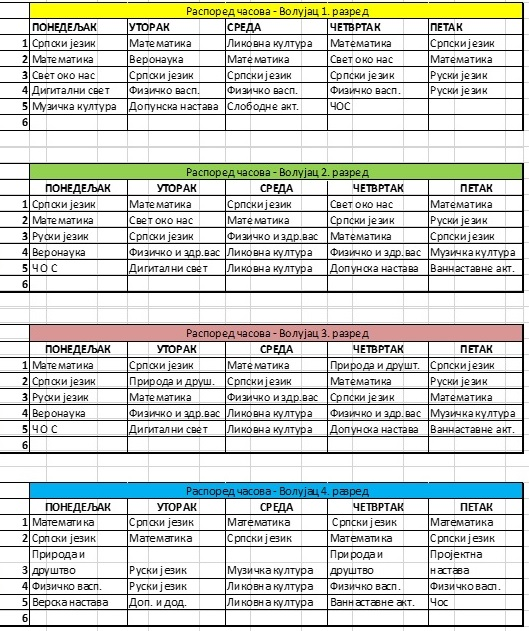 Распоред часова - Волујац 1. разред
ПОНЕДЕЉАК УТОРАК СРЕДА ЧЕТВРТАК ПЕТАК
1 Српски језик Математика Ликовна култура Математика Српски језик
2 Математика Веронаука Математика Свет око нас Математика
3 Свет око нас Српски језик Српски језик Српски језик Руски језик
4 Дигитални свет Физичко васп. Физичко васп. Физичко васп. Руски језик
5 Музичка култура Допунска настава Слободне акт. ЧОС
6
Распоред часова - Волујац 2. разред
ПОНЕДЕЉАК УТОРАК СРЕДА ЧЕТВРТАК ПЕТАК
1 Српски језик Математика Српски језик Свет око нас Математика
2 Математика Свет око нас Математика Српски језик Руски језик
3 Руски језик Српски језик Физичко и здр.вас Математика Српски језик
4 Веронаука Физичко и здр.вас Ликовна култура Физичко и здр.вас Музичка култура
5 Ч О С Дигитални свет Ликовна култура Допунска настава Ваннаставне акт.
6
Распоред часова - Волујац 3. разред
ПОНЕДЕЉАК УТОРАК СРЕДА ЧЕТВРТАК ПЕТАК
1 Математика Српски језик Математика Природа и друшт. Српски језик
2 Српски језик Природа и друш. Српски језик Математика Руски језик
3 Руски језик Математика Физичко и здр.вас Српски језик Математика
4 Веронаука Физичко и здр.вас Ликовна култура Физичко и здр.вас Музичка култура
5 Ч О С Дигитални свет Ликовна култура Допунска настава Ваннаставне акт.
6
Распоред часова - Волујац 4. разред
ПОНЕДЕЉАК УТОРАК СРЕДА ЧЕТВРТАК ПЕТАК
1 Математика Српски језик Математика Српски језик Математика
2 Српски језик Математика Српски језик Математика Српски језик
Природа и Природа и Пројектна
3 друштво Руски језик Музичка култура друштво настава
4 Физичко васп. Руски језик Ликовна култура Физичко васп. Физичко васп.
5 Верска настава Доп. и дод. Ликовна култура Ваннаставне акт. Чос
6